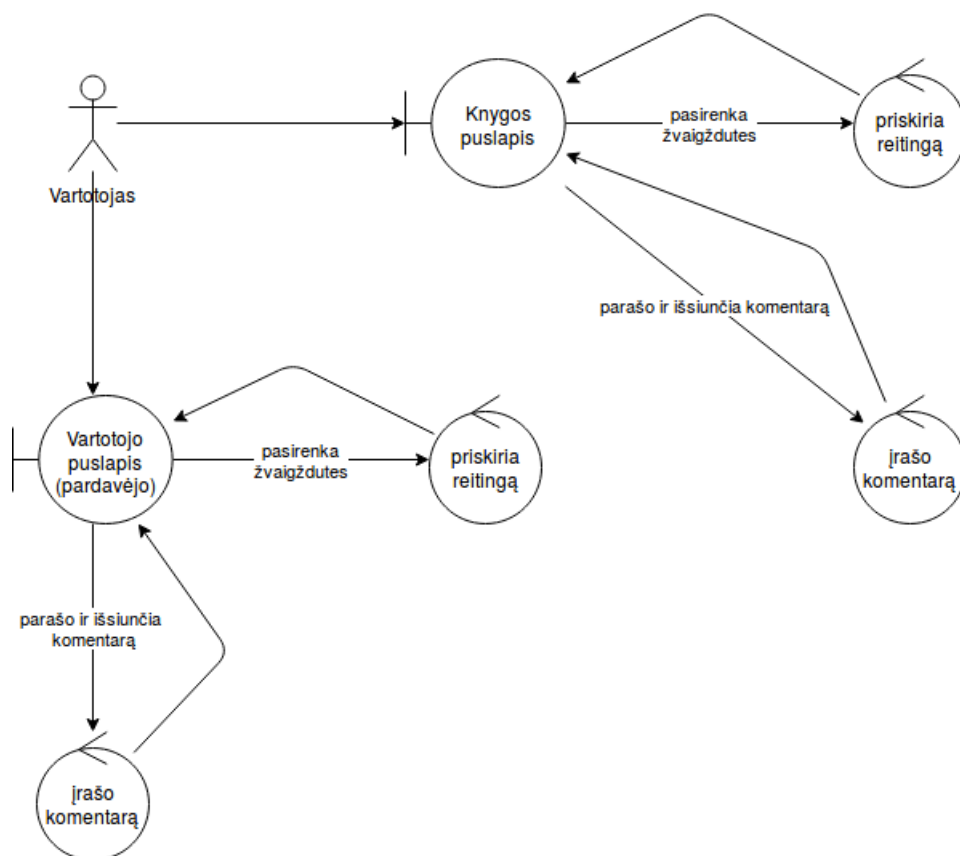 Vartotojas
Knygos
puslapis
pasirenka
žvaigždutes
priskiria
reitingą
parašo ir išsiunčia komentarą
įrašo
komentarą
Vartotojo
puslapis
(pardavėjo)
pasirenka
žvaigždutes
priskiria
reitingą
parašo ir išsiunčia
komentarą
įrašo
komentarą